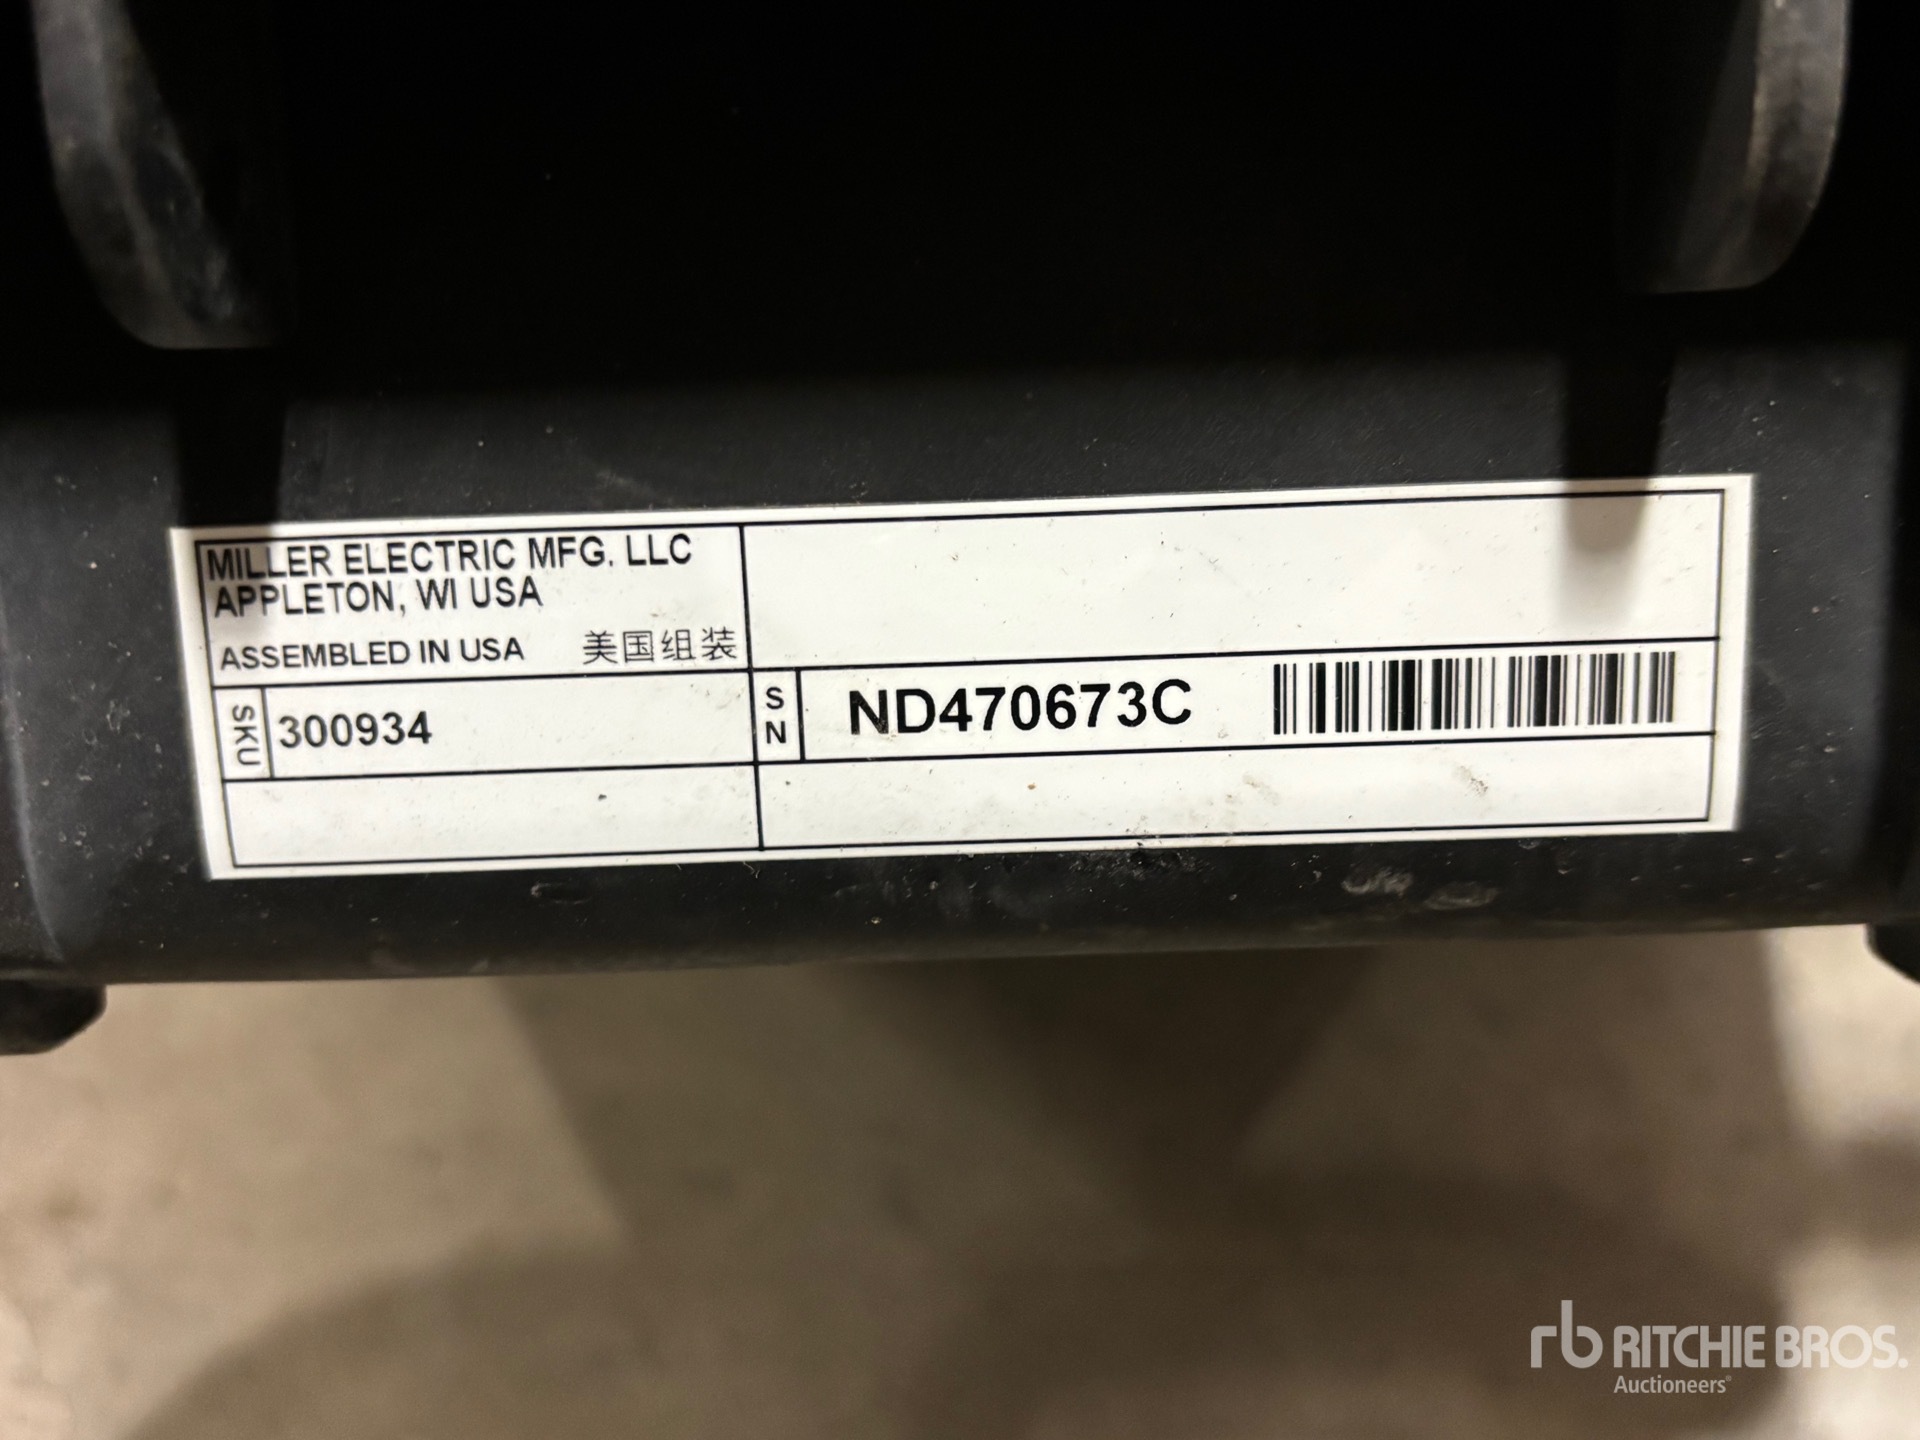 MILLER ELECTRIC MFG. LLC
APPLETON, WI USA
ASSEMBLED IN USA 美国组装
SKU 300934
SN ND470673C
rb RITCHIE BROS.
Auctioneers®